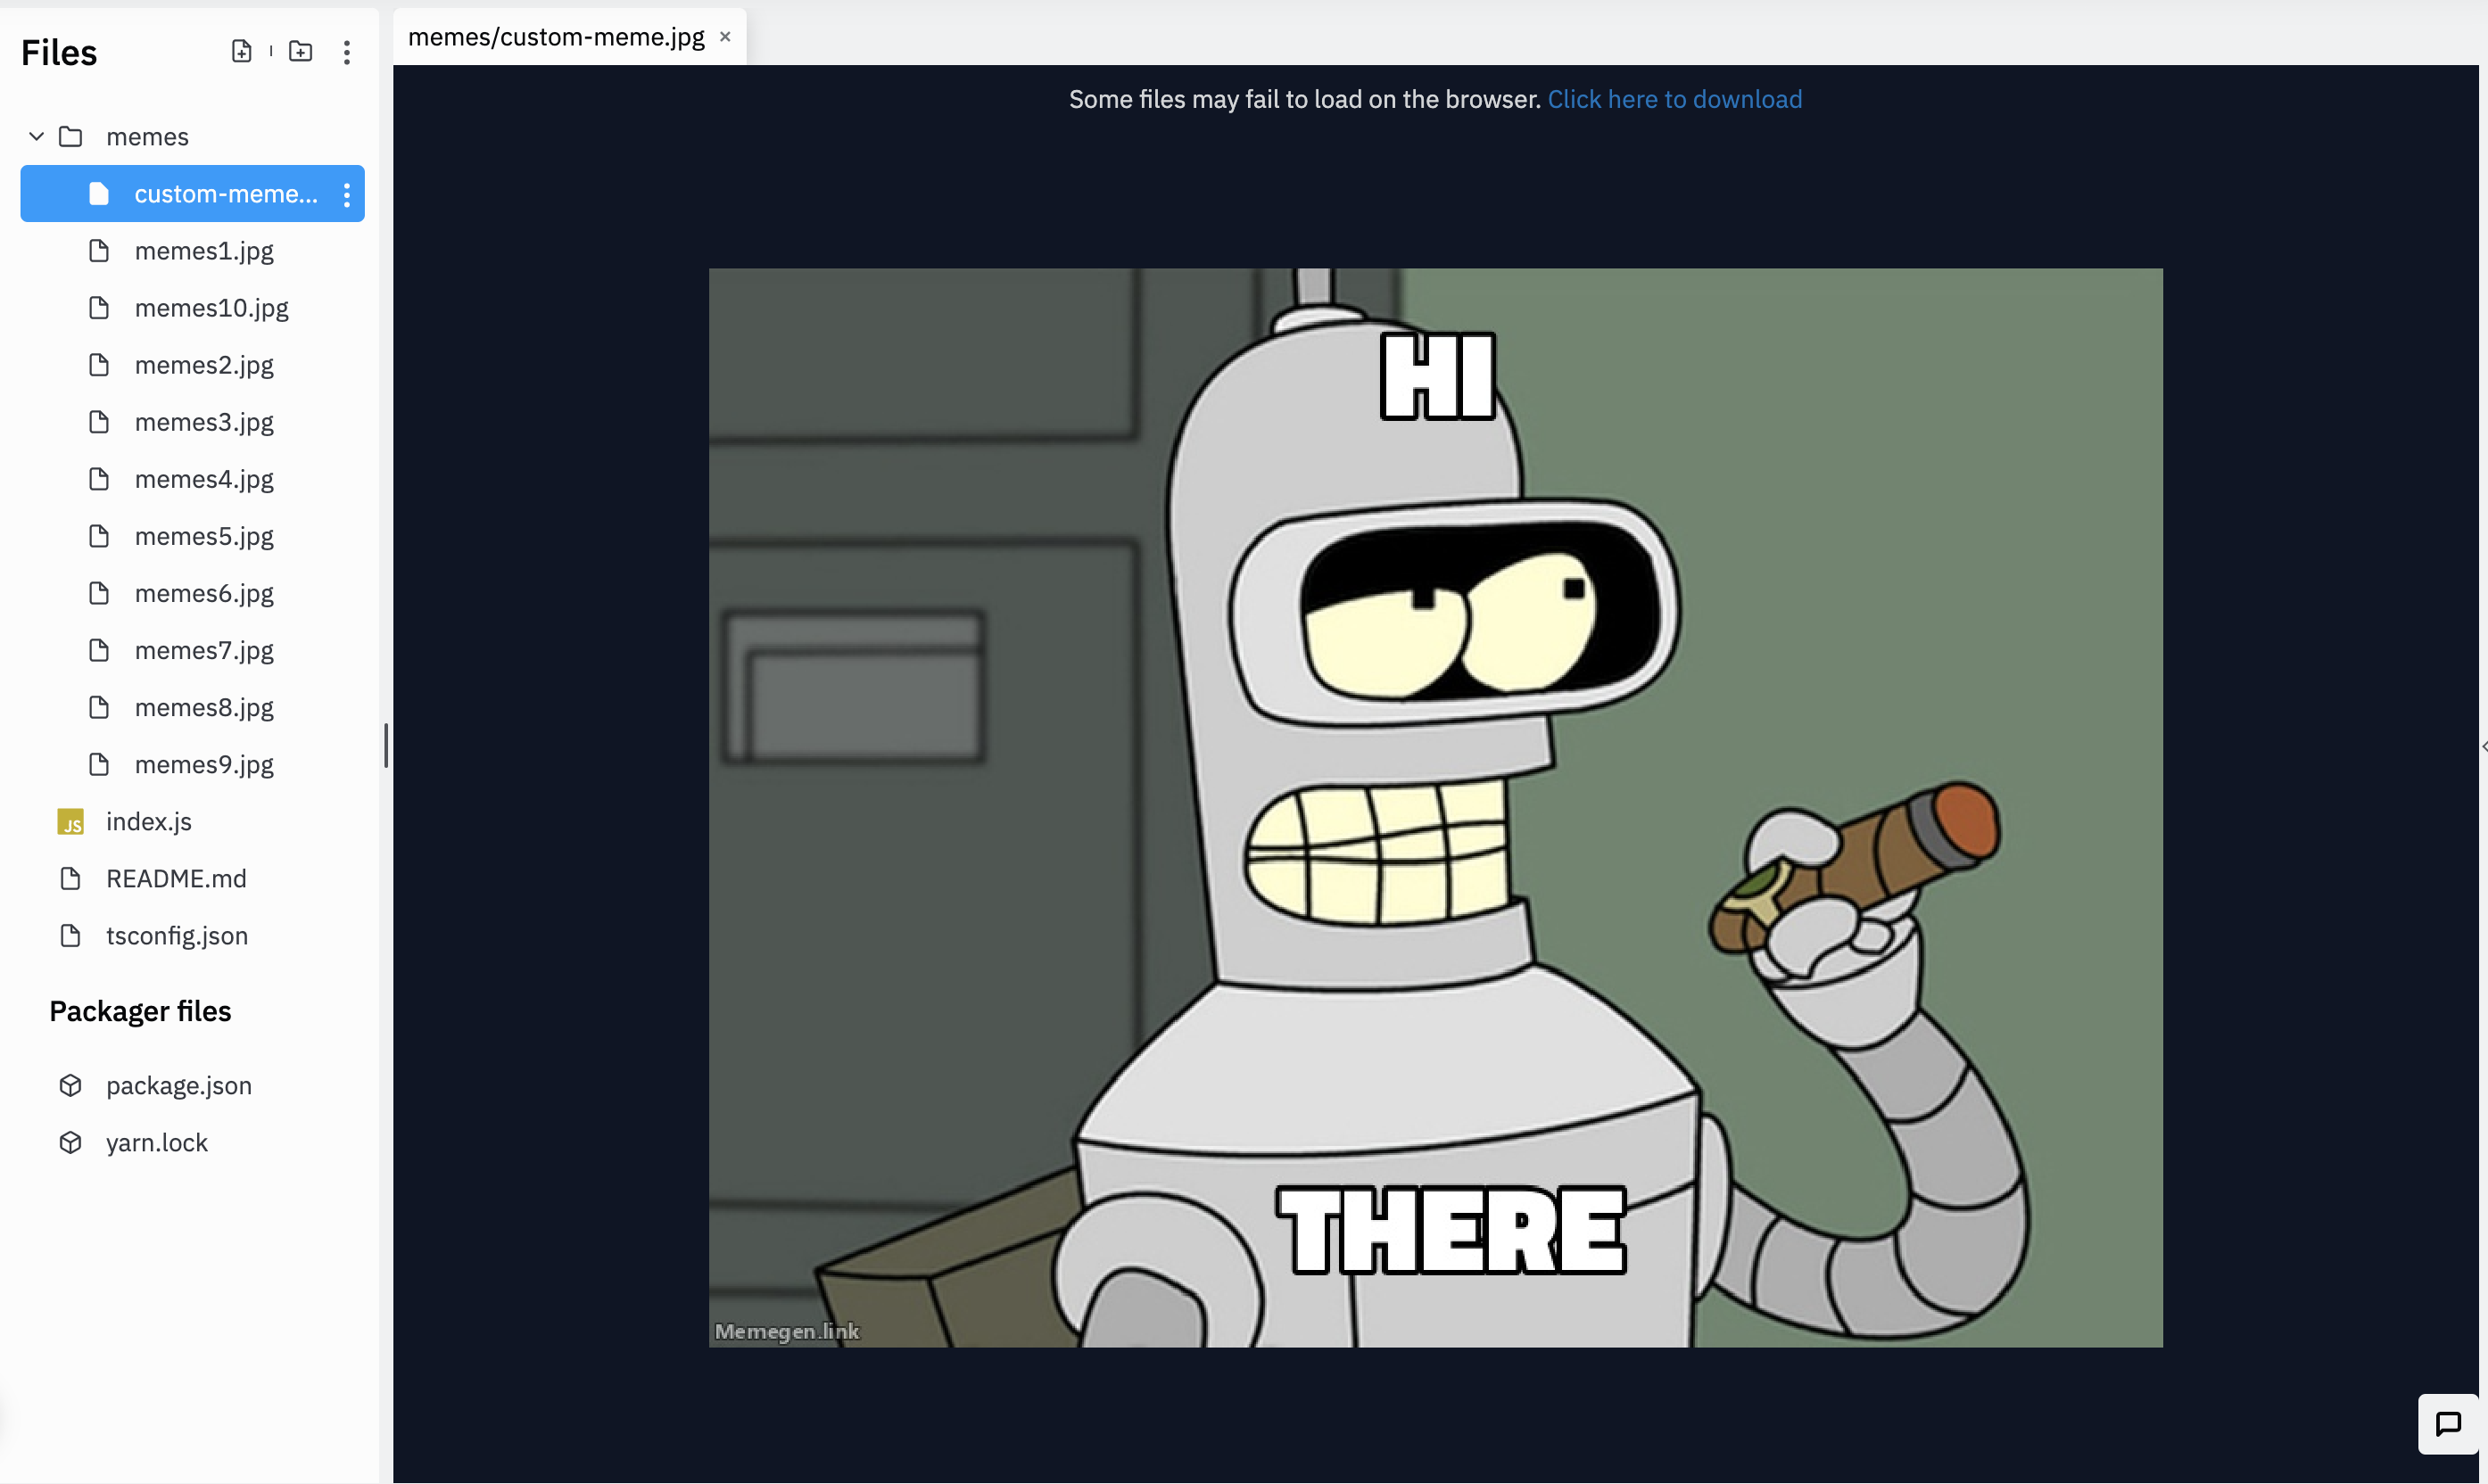 Files
memes
custom-meme...
memes1.jpg
memes10.jpg
memes2.jpg
memes3.jpg
memes4.jpg
memes5.jpg
memes6.jpg
memes7.jpg
memes8.jpg
memes9.jpg
JS index.js
README.md
tsconfig.json
Packager files
package.json
yarn.lock
memes/custom-meme.jpg ×
Some files may fail to load on the browser. Click here to download
HI
THERE
Memegen.link